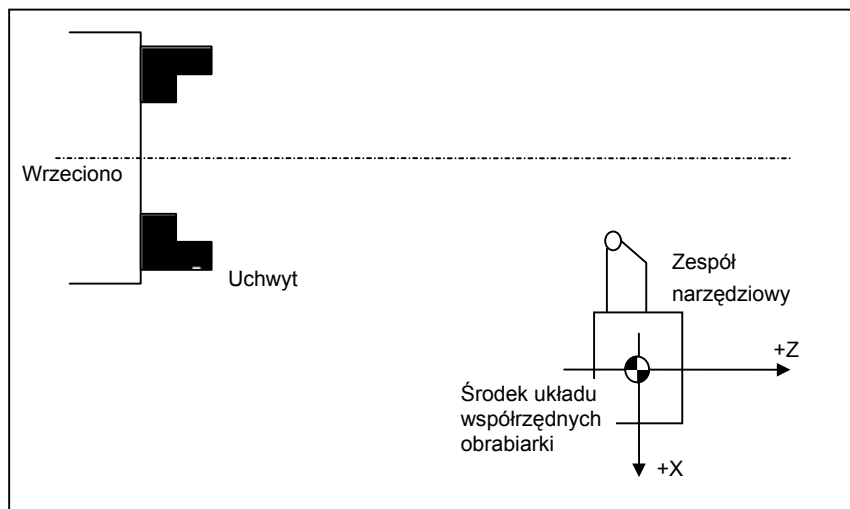 Wrzeciono
Uchwyt
Zespół
narzędziowy
+Z
Środek układu
współrzędnych
obrabiarki
+X